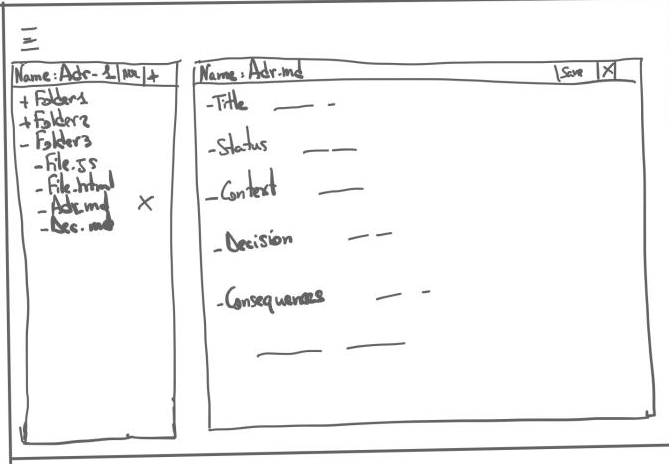 Name: Adr-1 ADR +
+ Folder1
+ Folder2
- Folder3
- File.JS
- File.html
- Adr.md X
- Dec.md
Name: Adr.md Save X
- Title
- Status
- Context
- Decision
- Consequences